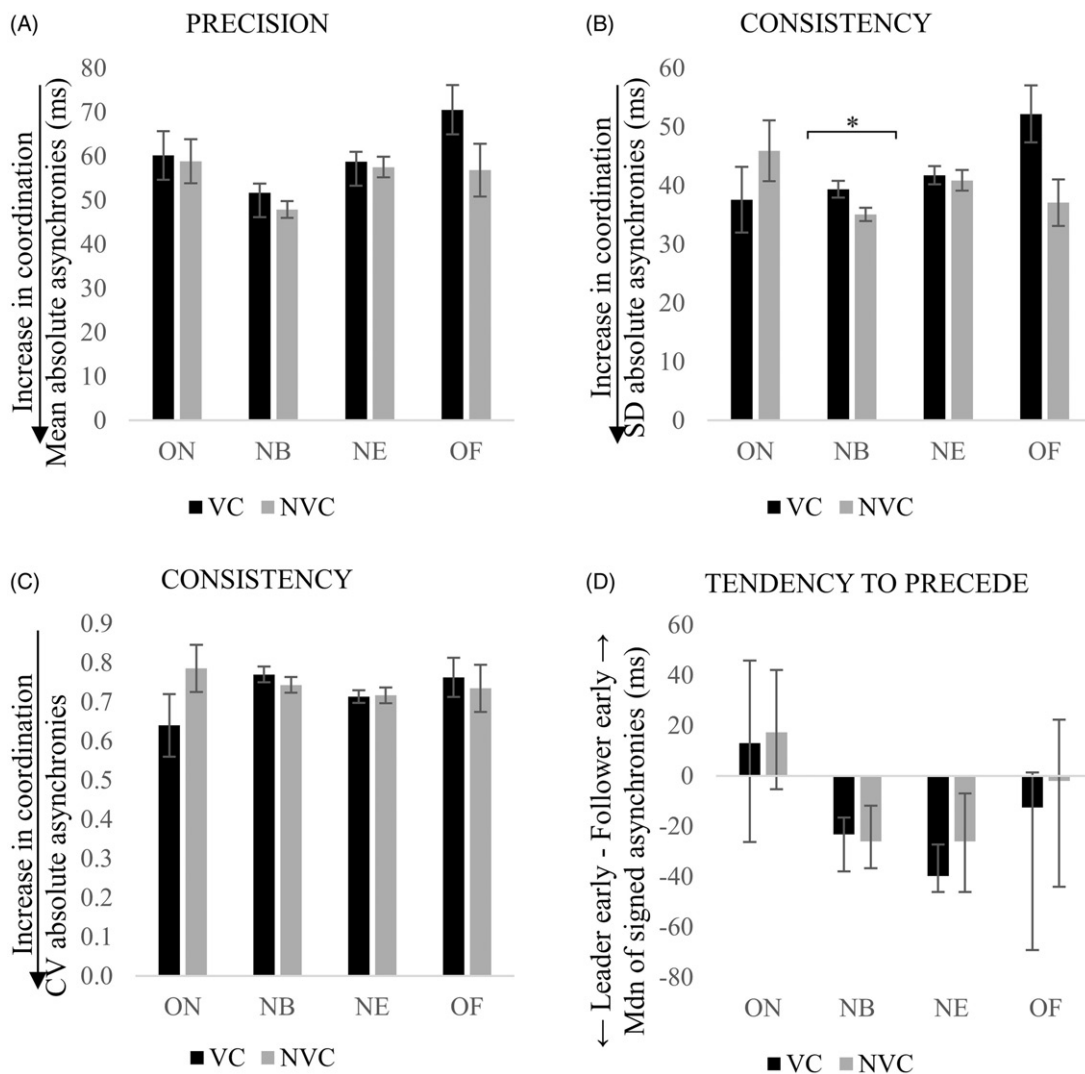 (A) PRECISION
Increase in coordination
Mean absolute asynchronies (ms)
80
70
60
50
40
30
20
10
0
ON NB NE OF
VC NVC
(B) CONSISTENCY
Increase in coordination
SD absolute asynchronies (ms)
60
50
40
30
20
10
0
*
ON NB NE OF
VC NVC
(C) CONSISTENCY
Increase in coordination
CV absolute asynchronies
0.9
0.8
0.7
0.6
0.5
0.4
0.3
0.2
0.1
0.0
ON NB NE OF
VC NVC
(D) TENDENCY TO PRECEDE
← Leader early - Follower early →
Mdn of signed asynchronies (ms)
60
40
20
0
-20
-40
-60
-80
ON NB NE OF
VC NVC